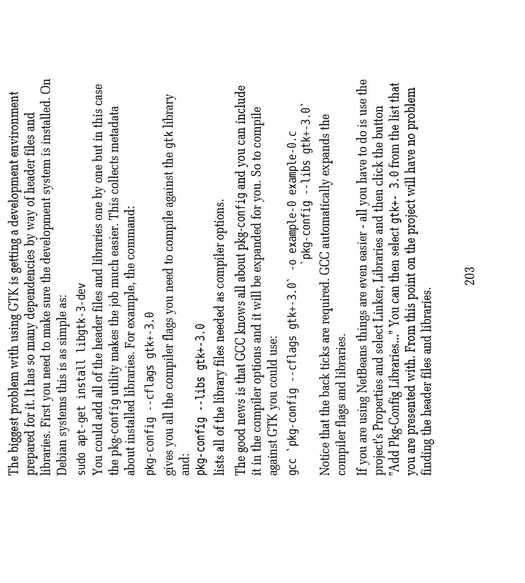 The biggest problem with using GTK is getting a development environment
prepared for it. It has so many dependencies by way of header files and
libraries. First you need to make sure the development system is installed. On
Debian systems this is as simple as:
sudo apt-get install libgtk-3-dev
You could add all of the header files and libraries one by one but in this case
the pkg-config utility makes the job much easier. This collects metadata
about installed libraries. For example, the command:
pkg-config --cflags gtk+-3.0
gives you all the compiler flags you need to compile against the gtk library
and:
pkg-config --libs gtk+-3.0
lists all of the library files needed as compiler options.
The good news is that GCC knows all about pkg-config and you can include
it in the compiler options and it will be expanded for you. So to compile
against GTK you could use:
gcc `pkg-config --cflags gtk+-3.0` -o example-0 example-0.c
`pkg-config --libs gtk+-3.0`
Notice that the back ticks are required. GCC automatically expands the
compiler flags and libraries.
If you are using NetBeans things are even easier - all you have to do is use the
project's Properties and select Linker, Libraries and then click the button
"Add Pkg-Config Libraries..." You can then select gtk+- 3.0 from the list that
you are presented with. From this point on the project will have no problem
finding the header files and libraries.
203